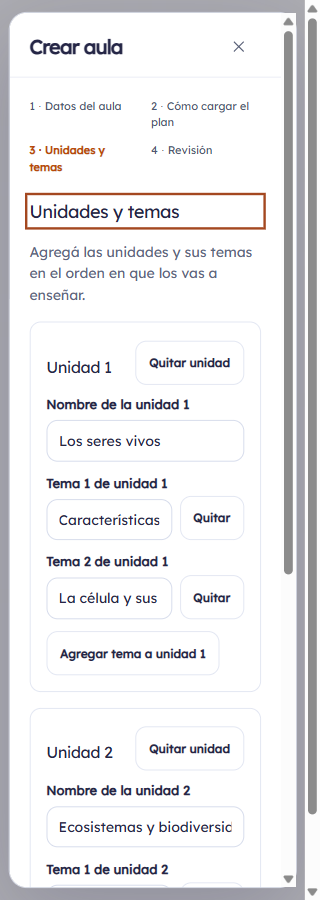 Crear aula
1 · Datos del aula
2 · Cómo cargar el
plan
3 · Unidades y
temas
4 · Revisión
Unidades y temas
Agregá las unidades y sus temas
en el orden en que los vas a
enseñar.
Unidad 1
Quitar unidad
Nombre de la unidad 1
Los seres vivos
Tema 1 de unidad 1
Características
Quitar
Tema 2 de unidad 1
La célula y sus
Quitar
Agregar tema a unidad 1
Unidad 2
Quitar unidad
Nombre de la unidad 2
Ecosistemas y biodiversid
Tema 1 de unidad 2